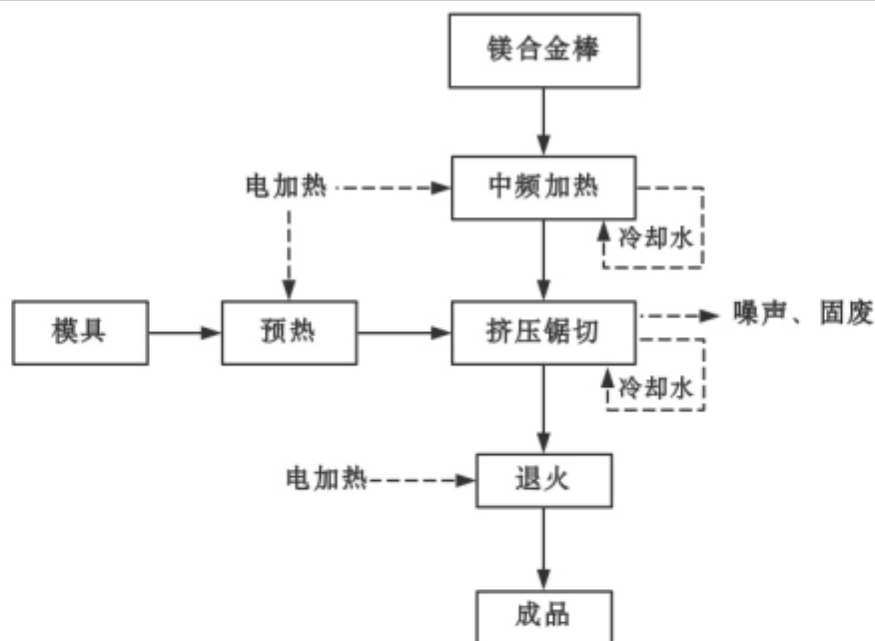 镁合金棒
电加热
中频加热
冷却水
模具
预热
挤压锯切
噪声、固废
冷却水
电加热
退火
成品